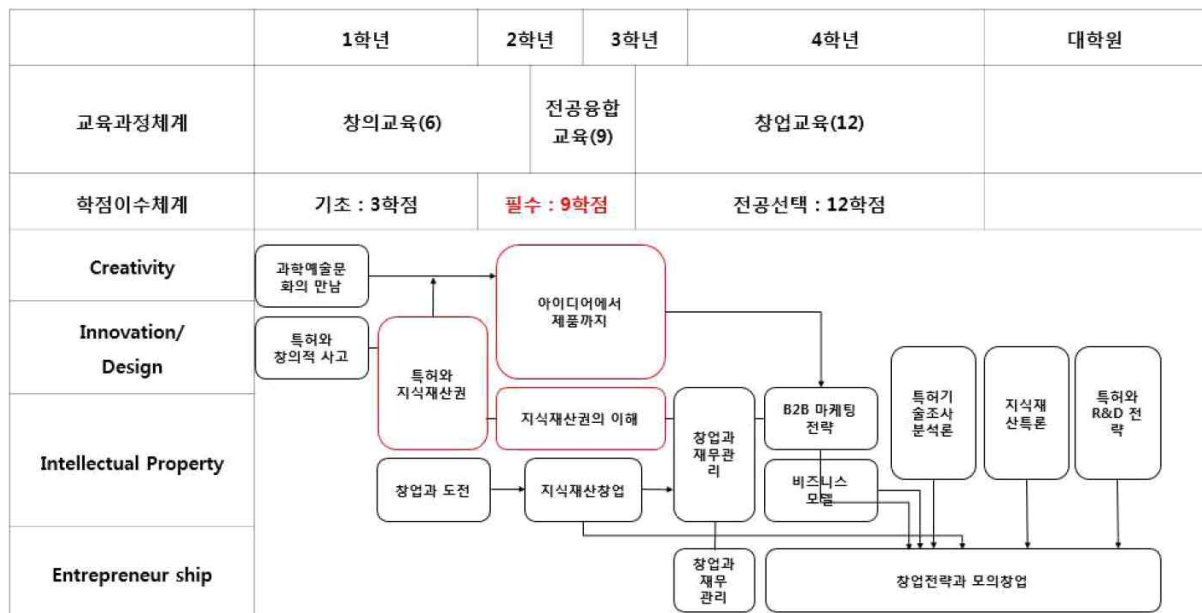 1학년 2학년 3학년 4학년 대학원
교육과정체계 창의교육(6) 전공융합
교육(9) 창업교육(12)
학점이수체계 기초 : 3학점 필수 : 9학점 전공선택 : 12학점
Creativity
과학예술문
화의 만남
아이디어에서
제품까지
Innovation/
Design
특허와
창의적 사고
특허와
지식재산권
지식재산권의 이해
창업과
재무관
리
B2B 마케팅
전략
특허기
술조사
분석론
지식재
산특론
특허와
R&D 전
략
Intellectual Property
창업과 도전
지식재산창업
비즈니스
모델
Entrepreneur ship
창업과
재무
관리
창업전략과 모의창업